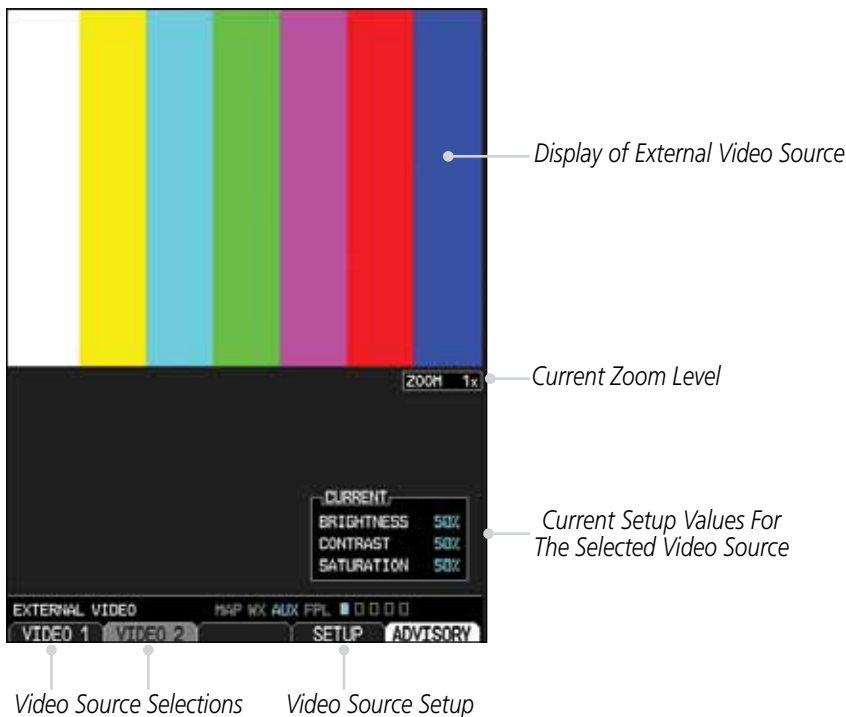 Display of External Video Source
ZOOM 1x
Current Zoom Level
CURRENT
BRIGHTNESS 50%
CONTRAST 50%
SATURATION 50%
Current Setup Values For
The Selected Video Source
EXTERNAL VIDEO MAP WX AUX FPL
VIDEO 1 VIDEO 2 SETUP ADVISORY
Video Source Selections Video Source Setup